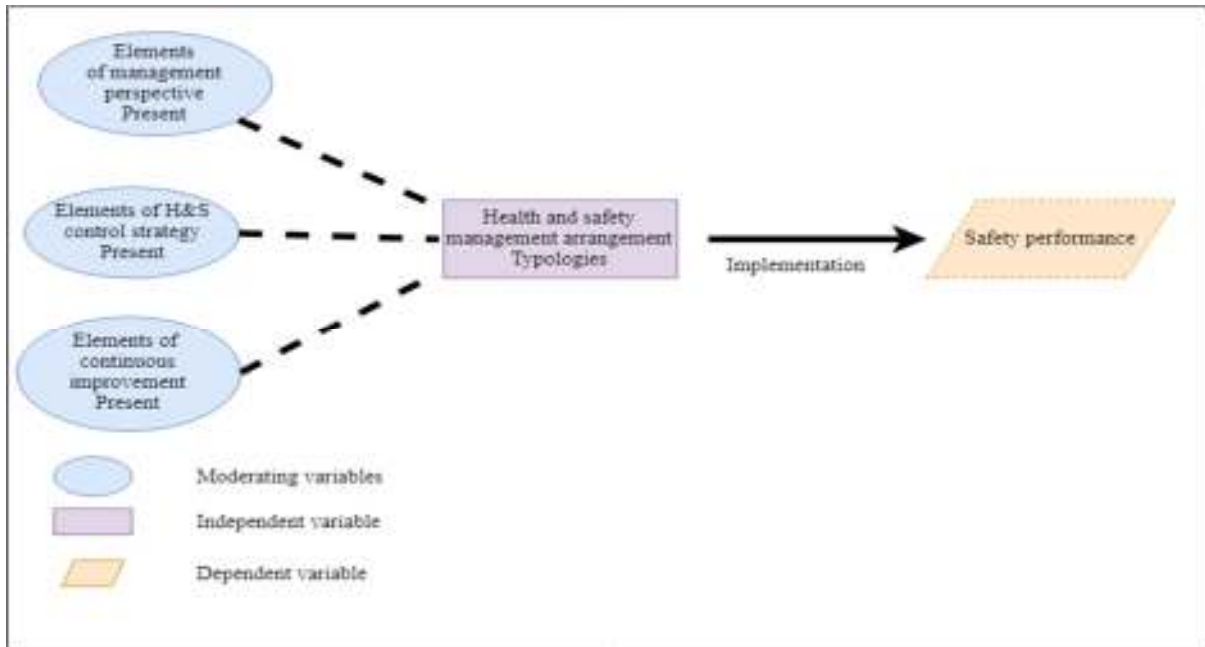 Elements
of management
perspective
Present
Elements of H&S
control strategy
Present
Elements of
continuous
improvement
Present
Health and safety
management arrangement
Typologies
Implementation
Safety performance
Moderating variables
Independent variable
Dependent variable